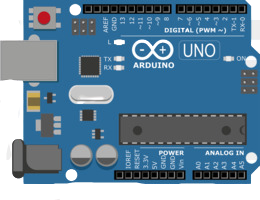 AREF
GND
13
12
~11
~10
~9
8
7
~6
~5
4
~3
2
TX-1
RX-0
DIGITAL (PWM ~)
L
TX
RX
UNO
ON
ARDUINO
POWER
ANALOG IN
IOREF
RESET
3.3V
5V
GND
GND
Vin
A0
A1
A2
A3
A4
A5